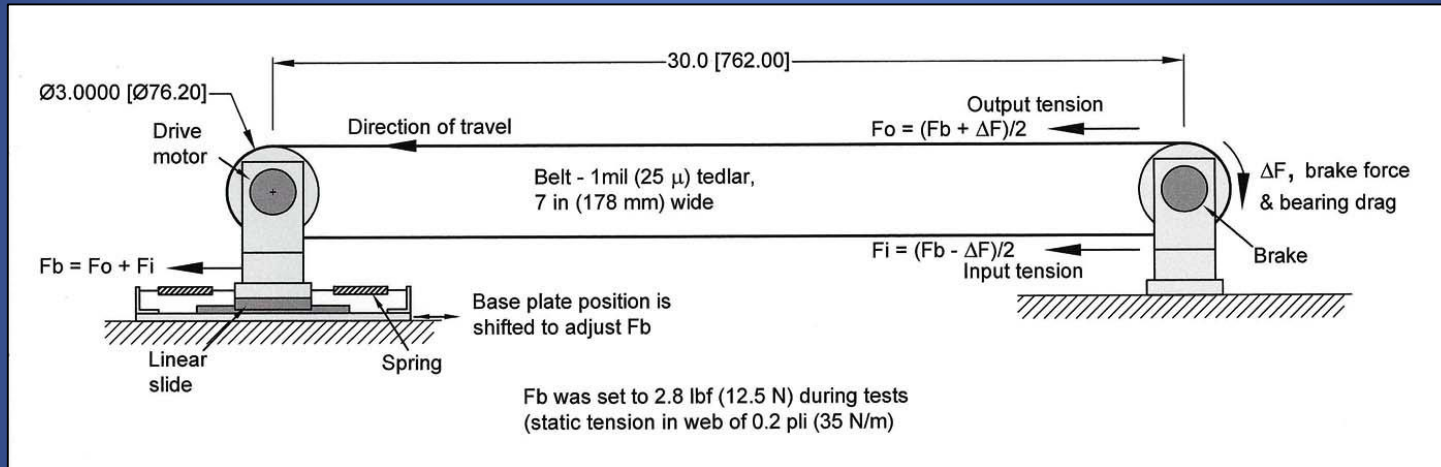 30.0 [762.00]
Ø3.0000 [Ø76.20]
Output tension
Drive
motor
Direction of travel
Fo = (Fb + ΔF)/2
Belt - 1mil (25 μ) tedlar,
7 in (178 mm) wide
ΔF, brake force
& bearing drag
Fb = Fo + Fi
Fi = (Fb - ΔF)/2
Input tension
Brake
Base plate position is
shifted to adjust Fb
Linear
slide
Spring
Fb was set to 2.8 lbf (12.5 N) during tests
(static tension in web of 0.2 pli (35 N/m)